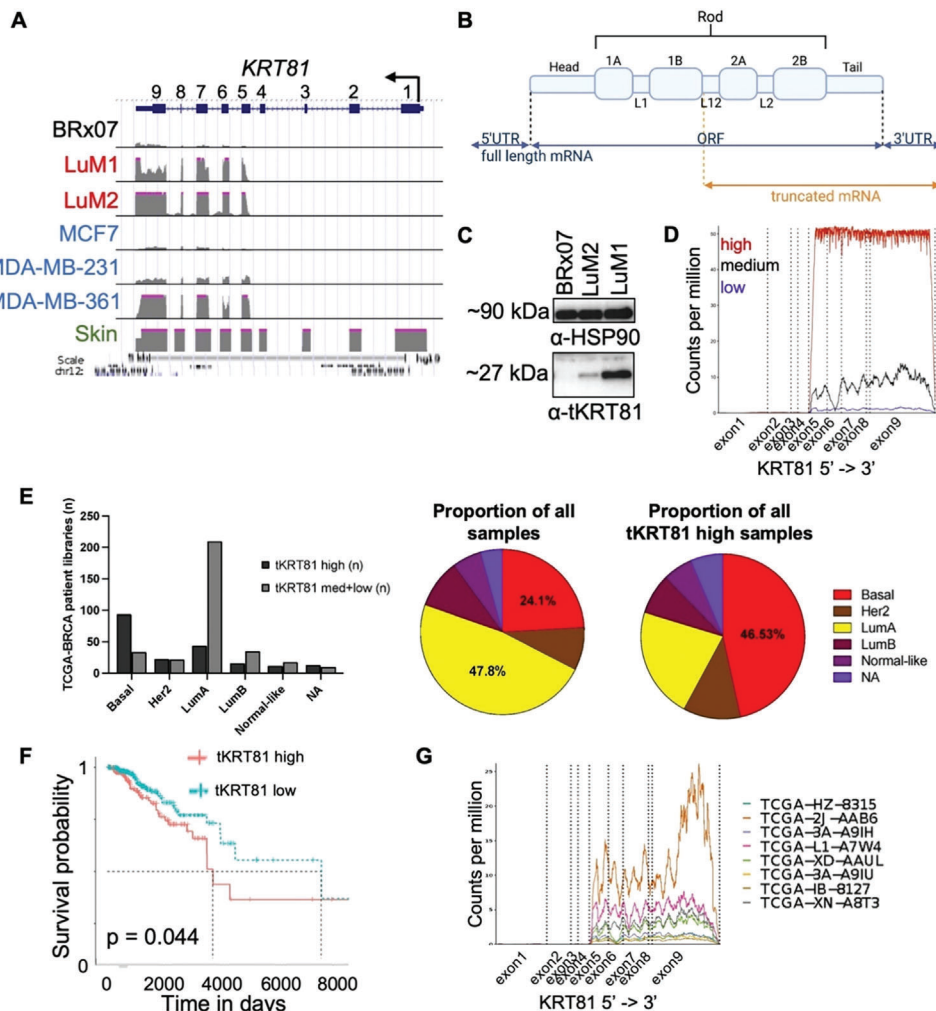 A
KRT81
9 8 7 6 5 4 3 2 1
BRx07
LuM1
LuM2
MCF7
MDA-MB-231
MDA-MB-361
Skin
Scale
chr12:
B
Rod
Head 1A 1B 2A 2B Tail
L1 L12 L2
5'UTR ORF 3'UTR
full length mRNA
truncated mRNA
C
BRx07
LuM2
LuM1
~90 kDa
α-HSP90
~27 kDa
α-tKRT81
D
Counts per million
50
40
30
20
10
0
high
medium
low
exon1
exon2
exon3
exon4
exon5
exon6
exon7
exon8
exon9
KRT81 5' -> 3'
E
TCGA-BRCA patient libraries (n)
250
200
150
100
50
0
tKRT81 high (n)
tKRT81 med+low (n)
Basal
Her2
LumA
LumB
Normal-like
NA
Proportion of all
samples
24.1%
47.8%
Proportion of all
tKRT81 high samples
46.53%
Basal
Her2
LumA
LumB
Normal-like
NA
F
tKRT81 high
tKRT81 low
Survival probability
1
0
p = 0.044
0 2000 4000 6000 8000
Time in days
G
Counts per million
25
20
15
10
5
0
exon1
exon2
exon3
exon4
exon5
exon6
exon7
exon8
exon9
KRT81 5' -> 3'
TCGA-HZ-8315
TCGA-2J-AAB6
TCGA-3A-A9IH
TCGA-L1-A7W4
TCGA-XD-AAUL
TCGA-3A-A9IU
TCGA-IB-8127
TCGA-XN-A8T3